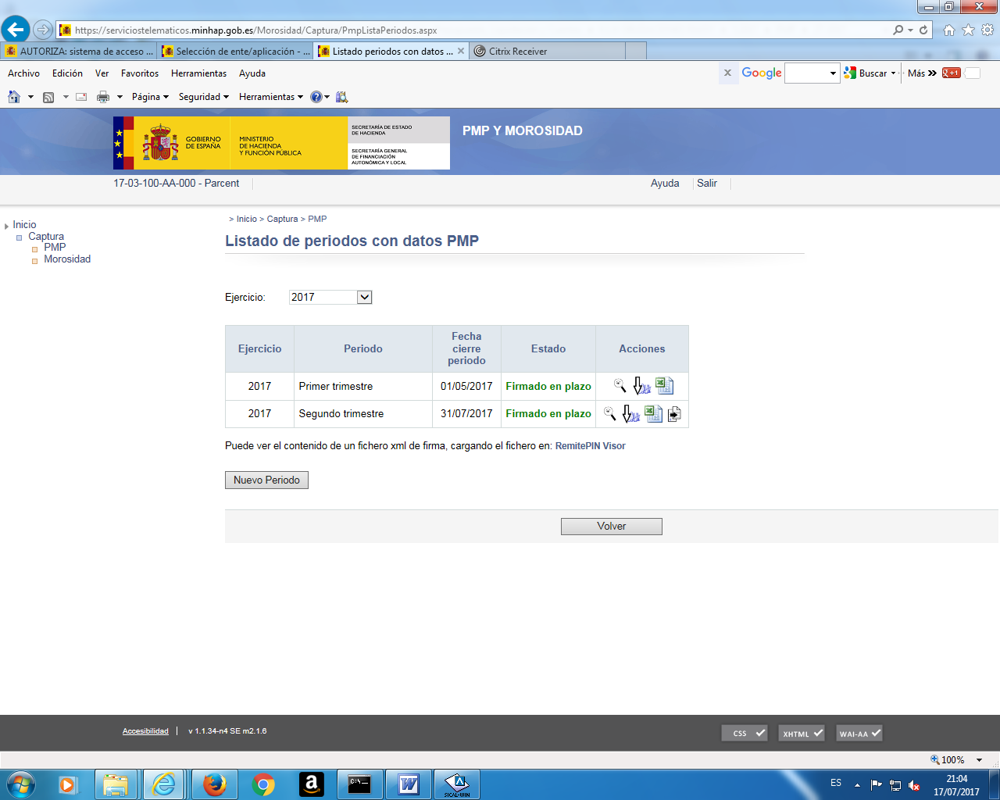 https://serviciostelematicos.minhap.gob.es/Morosidad/Captura/PmpListaPeriodos.aspx
AUTORIZA: sistema de acceso ...
Selección de ente/aplicación - ...
Listado periodos con datos ...
Citrix Receiver
Archivo Edición Ver Favoritos Herramientas Ayuda
x Google Buscar Más
Página Seguridad Herramientas
GOBIERNO
DE ESPAÑA
MINISTERIO
DE HACIENDA
Y FUNCIÓN PÚBLICA
SECRETARÍA DE ESTADO
DE HACIENDA
SECRETARÍA GENERAL
DE FINANCIACIÓN
AUTONÓMICA Y LOCAL
PMP Y MOROSIDAD
17-03-100-AA-000 - Parcent
Ayuda Salir
Inicio
Captura
PMP
Morosidad
> Inicio > Captura > PMP
Listado de periodos con datos PMP
Ejercicio: 2017
Ejercicio Periodo Fecha cierre periodo Estado Acciones
2017 Primer trimestre 01/05/2017 Firmado en plazo
2017 Segundo trimestre 31/07/2017 Firmado en plazo
Puede ver el contenido de un fichero xml de firma, cargando el fichero en: RemitePIN Visor
Nuevo Periodo
Volver
Accesibilidad | v 1.1.34-n4 SE m2.1.6
CSS XHTML WAI-AA
100%
C:\_
SICAL-WIN
ES
21:04
17/07/2017